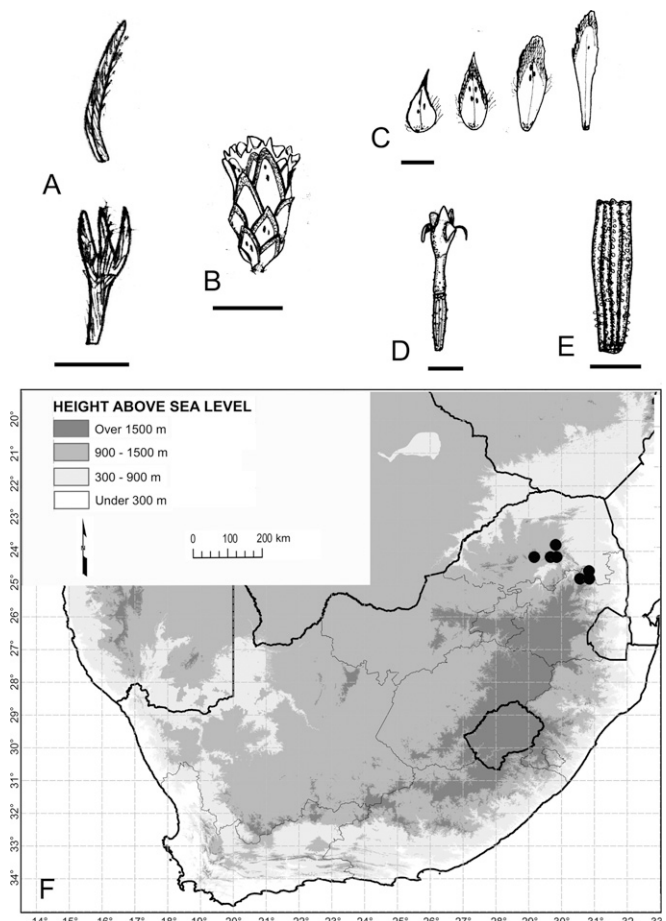 A
B
C
D
E
HEIGHT ABOVE SEA LEVEL
Over 1500 m
900 - 1500 m
300 - 900 m
Under 300 m
0 100 200 km
20°
21°
22°
23°
24°
25°
26°
27°
28°
29°
30°
31°
32°
33°
34°
F
14° 15° 16° 17° 18° 19° 20° 21° 22° 23° 24° 25° 26° 27° 28° 29° 30° 31° 32° 33°